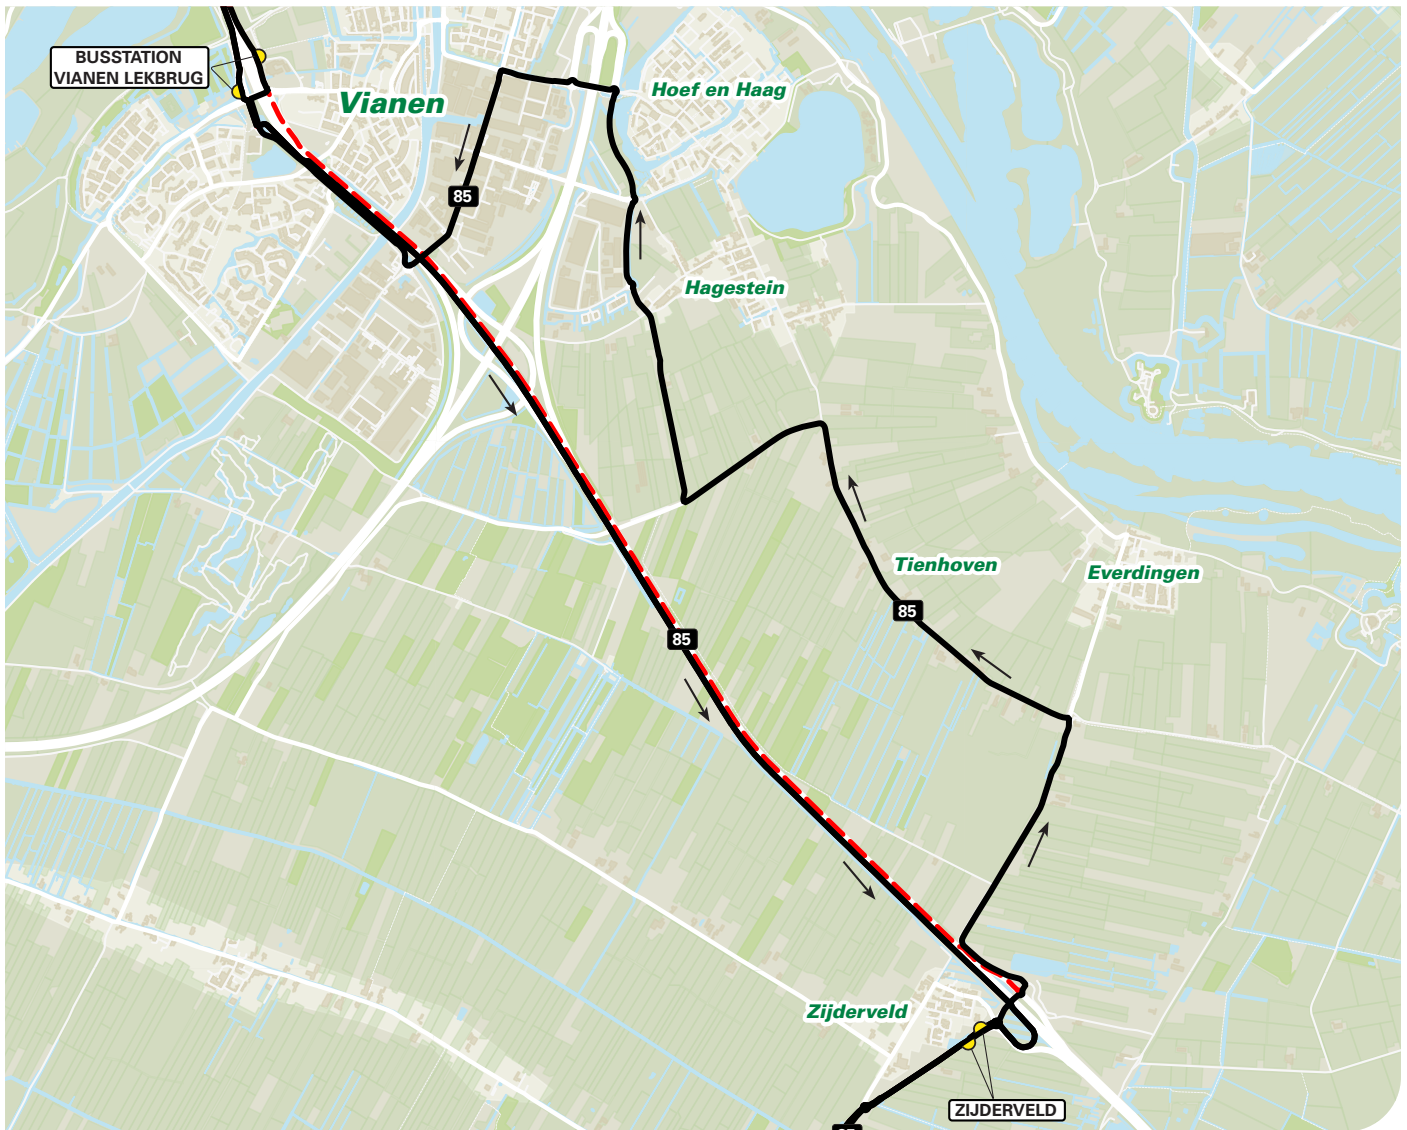 BUSSTATION
VIANEN LEKBRUG
Vianen
Hoef en Haag
85
Hagestein
Tienhoven
Everdingen
85
85
Zijderveld
ZIJDERVELD